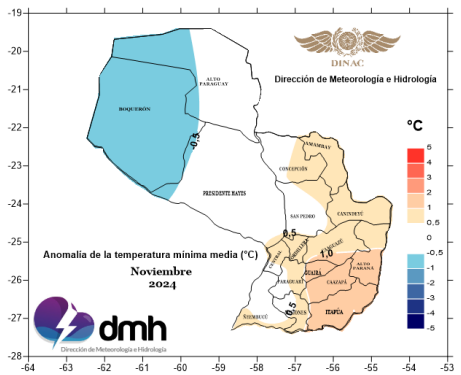 -19
-20
-21
-22
-23
-24
-25
-26
-27
-28
-64
-63
-62
-61
-60
-59
-58
-57
-56
-55
-54
-53
DINAC
Dirección de Meteorología e Hidrología
ALTO
PARAGUAY
BOQUERÓN
-0,5
PRESIDENTE HAYES
AMAMBAY
CONCEPCIÓN
SAN PEDRO
CANINDEYÚ
0,5
1,0
CENTRAL
CORDILLERA
CAAGUAZÚ
GUAIRÁ
ALTO
PARANÁ
PARAGUARÍ
CAAZAPÁ
ÑEEMBUCÚ
0,5
MISIONES
ITAPÚA
°C
5
4
3
2
1
0.5
0
-0,5
-1
-2
-3
-4
-5
Anomalía de la temperatura mínima media (°C)
Noviembre
2024
dmh
Dirección de Meteorología e Hidrología